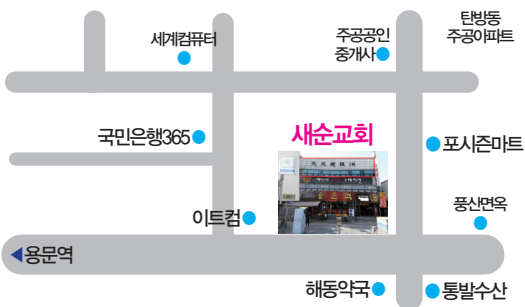 탄방동
주공아파트
세계컴퓨터
주공공인
중개사
국민은행365
새순교회
포시즌마트
이트컴
풍산면옥
용문역
해동약국
통발수산